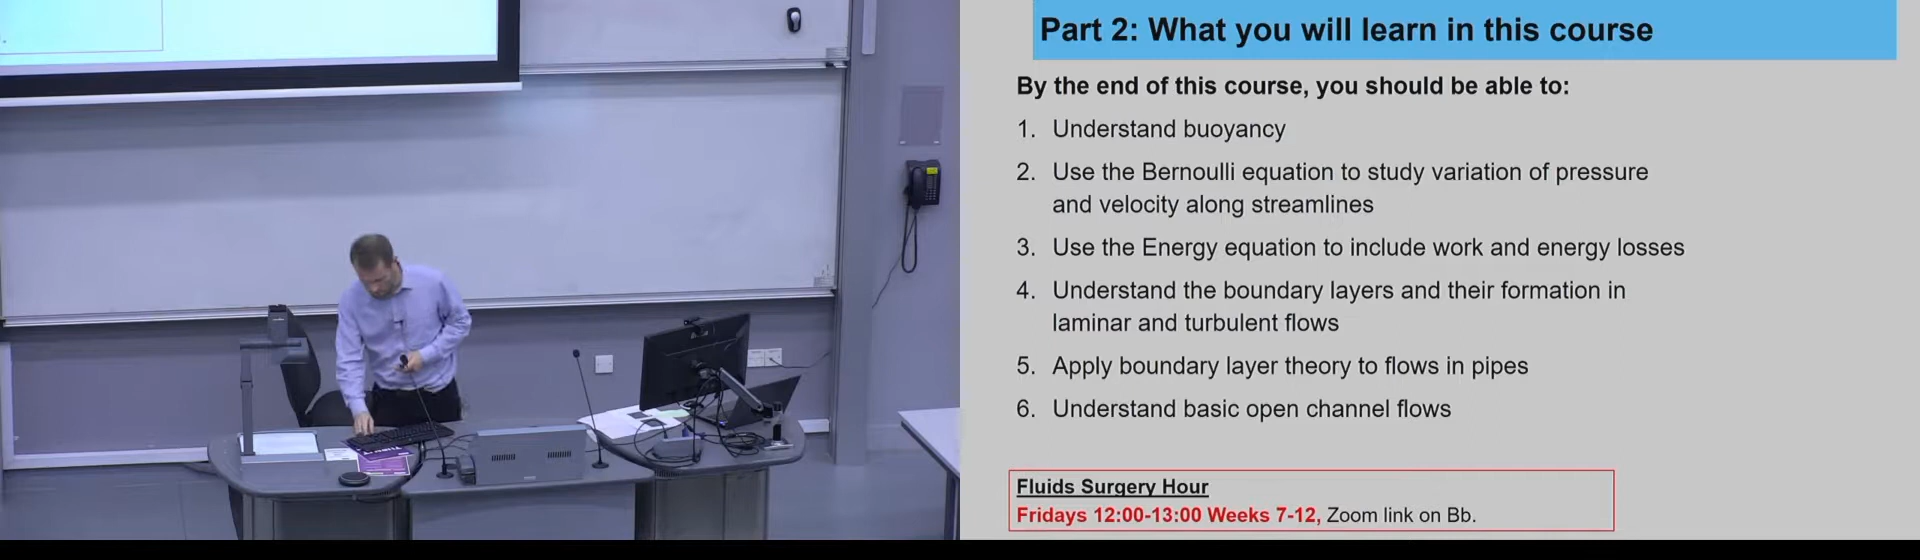 Part 2: What you will learn in this course
By the end of this course, you should be able to:
1. Understand buoyancy
2. Use the Bernoulli equation to study variation of pressure
and velocity along streamlines
3. Use the Energy equation to include work and energy losses
4. Understand the boundary layers and their formation in
laminar and turbulent flows
5. Apply boundary layer theory to flows in pipes
6. Understand basic open channel flows
Fluids Surgery Hour
Fridays 12:00-13:00 Weeks 7-12, Zoom link on Bb.